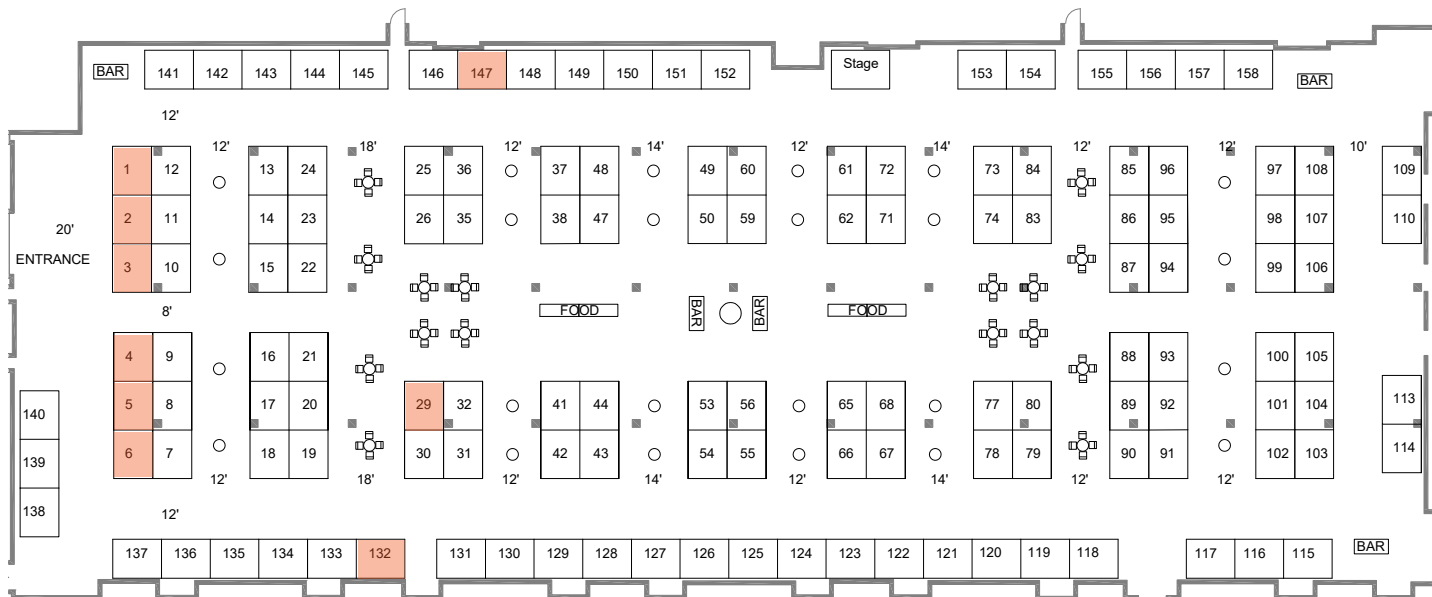 Stage
BAR 141 142 143 144 145 146 147 148 149 150 151 152 153 154 155 156 157 158 BAR
12'
12' 18' 12' 14' 12' 14' 12' 12' 10'
1 12 13 24 25 36 37 48 49 60 61 72 73 84 85 96 97 108 109
2 11 14 23 26 35 38 47 50 59 62 71 74 83 86 95 98 107 110
20'
ENTRANCE 3 10 15 22 87 94 99 106
8' FOOD BAR BAR FOOD
4 9 16 21 88 93 100 105
140 5 8 17 20 29 32 41 44 53 56 65 68 77 80 89 92 101 104 113
139 6 7 18 19 30 31 42 43 54 55 66 67 78 79 90 91 102 103 114
12' 18' 12' 14' 12' 14' 12' 12'
138 12'
137 136 135 134 133 132 131 130 129 128 127 126 125 124 123 122 121 120 119 118 117 116 115 BAR